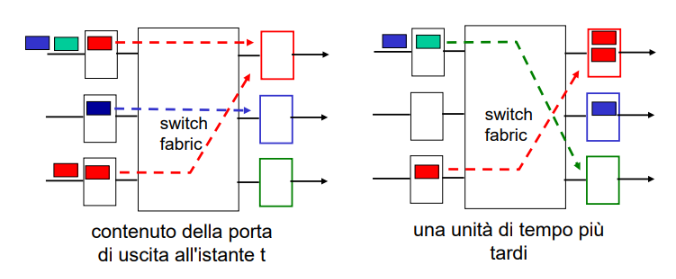 switch
fabric
contenuto della porta
di uscita all'istante t
switch
fabric
una unità di tempo più
tardi